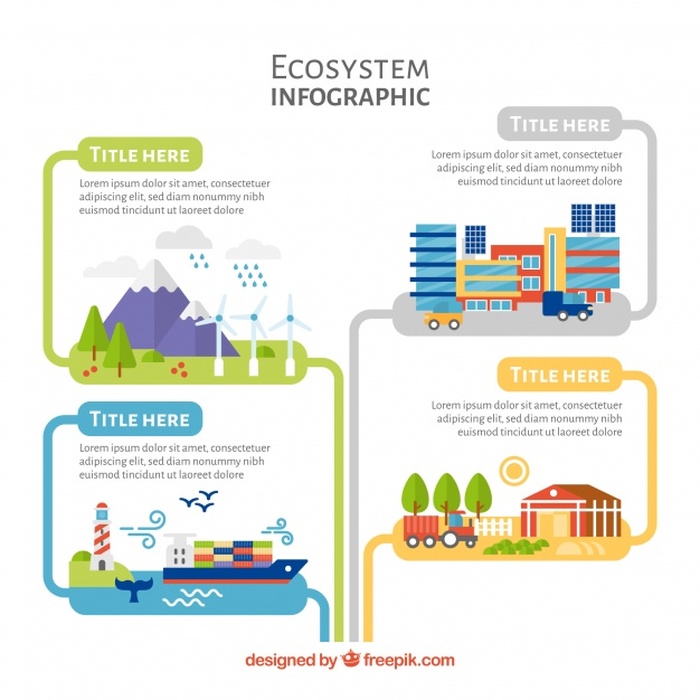 Ecosystem
INFOGRAPHIC
Title here
Lorem ipsum dolor sit amet, consectetuer
adipiscing elit, sed diam nonummy nibh
euismod tincidunt ut laoreet dolore
Title here
Lorem ipsum dolor sit amet, consectetuer
adipiscing elit, sed diam nonummy nibh
euismod tincidunt ut laoreet dolore
Title here
Lorem ipsum dolor sit amet, consectetuer
adipiscing elit, sed diam nonummy nibh
euismod tincidunt ut laoreet dolore
Title here
Lorem ipsum dolor sit amet, consectetuer
adipiscing elit, sed diam nonummy nibh
euismod tincidunt ut laoreet dolore
designed by freepik.com